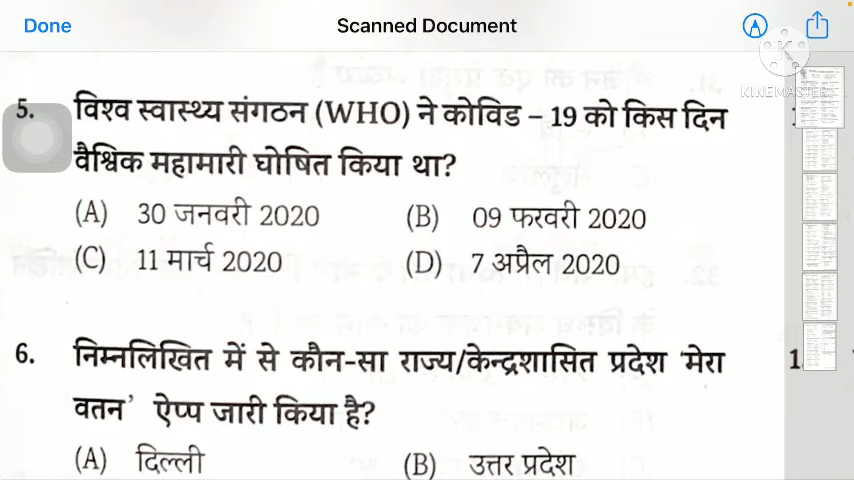 Done
Scanned Document
K
KINEMASTER
5. विश्व स्वास्थ्य संगठन (WHO) ने कोविड – 19 को किस दिन
वैश्विक महामारी घोषित किया था?
(A) 30 जनवरी 2020 (B) 09 फरवरी 2020
(C) 11 मार्च 2020 (D) 7 अप्रैल 2020
6. निम्नलिखित में से कौन-सा राज्य/केन्द्रशासित प्रदेश 'मेरा
वतन' ऐप्प जारी किया है?
(A) दिल्ली (B) उत्तर प्रदेश